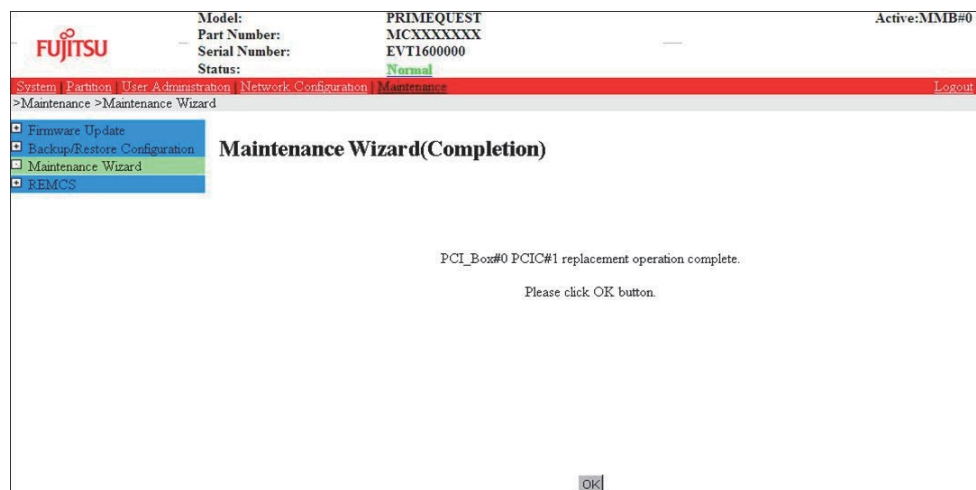 FUJITSU
Model: PRIMEQUEST
Part Number: MCXXXXXXX
Serial Number: EVT1600000
Status: Normal
Active:MMB#0
System | Partition | User Administration | Network Configuration | Maintenance Logout
>Maintenance >Maintenance Wizard
Firmware Update
Backup/Restore Configuration
Maintenance Wizard
REMCS
Maintenance Wizard(Completion)
PCI_Box#0 PCIC#1 replacement operation complete.
Please click OK button.
OK